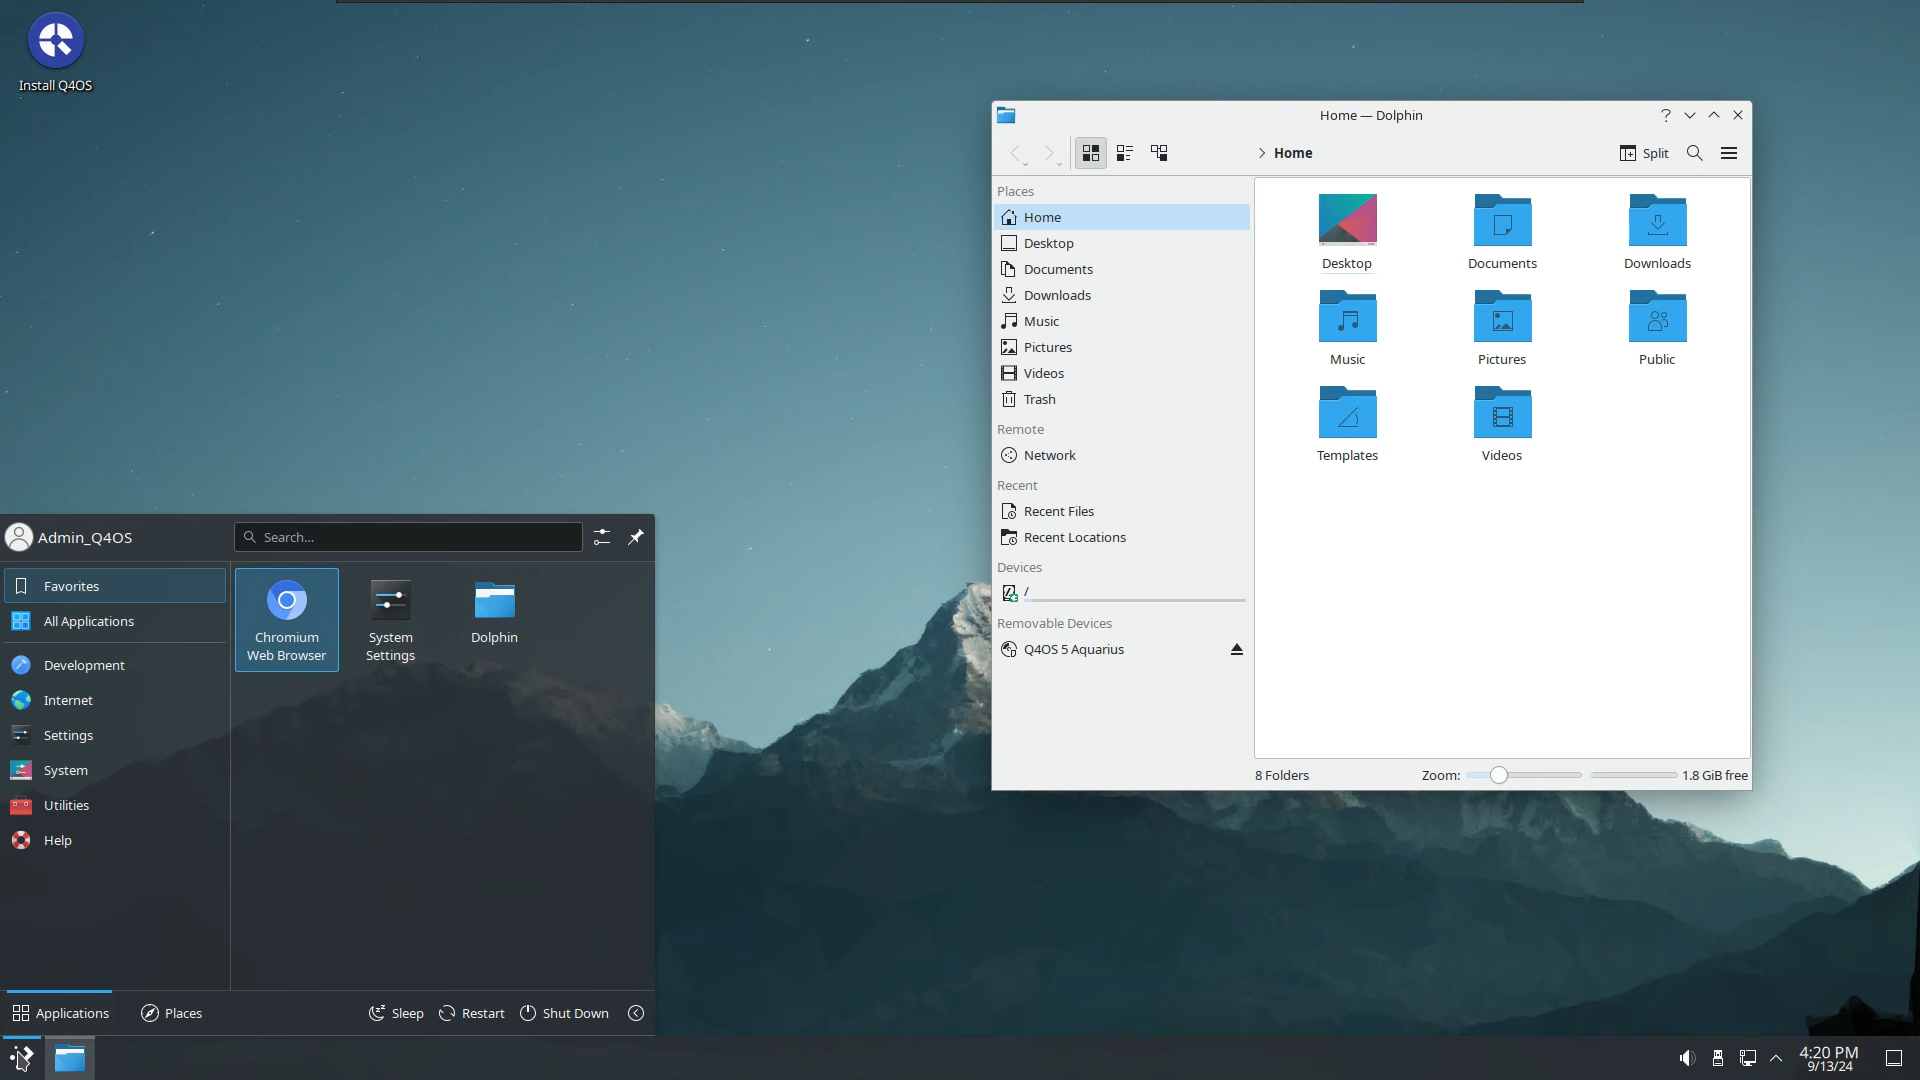 Install Q4OS
Home — Dolphin
Home
Split
Places
Home
Desktop
Documents
Downloads
Music
Pictures
Videos
Trash
Remote
Network
Recent
Recent Files
Recent Locations
Devices
/
Removable Devices
Q4OS 5 Aquarius
Desktop
Documents
Downloads
Music
Pictures
Public
Templates
Videos
8 Folders
Zoom:
1.8 GiB free
Admin_Q4OS
Search...
Favorites
All Applications
Development
Internet
Settings
System
Utilities
Help
Chromium
Web Browser
System
Settings
Dolphin
Applications
Places
Sleep
Restart
Shut Down
4:20 PM
9/13/24